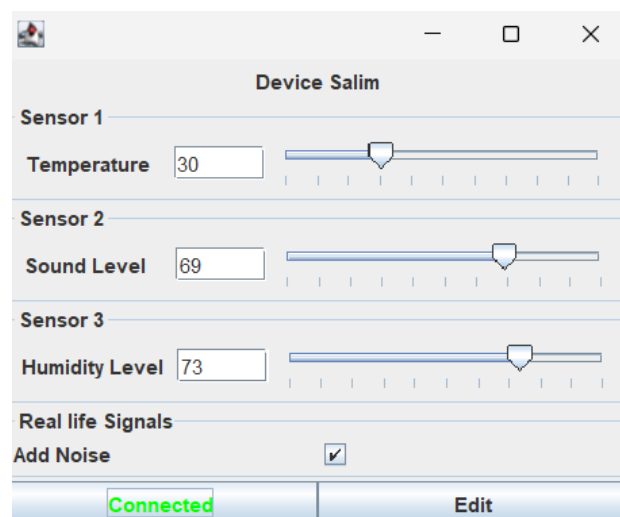 Device Salim
Sensor 1
Temperature 30
Sensor 2
Sound Level 69
Sensor 3
Humidity Level 73
Real life Signals
Add Noise
Connected Edit